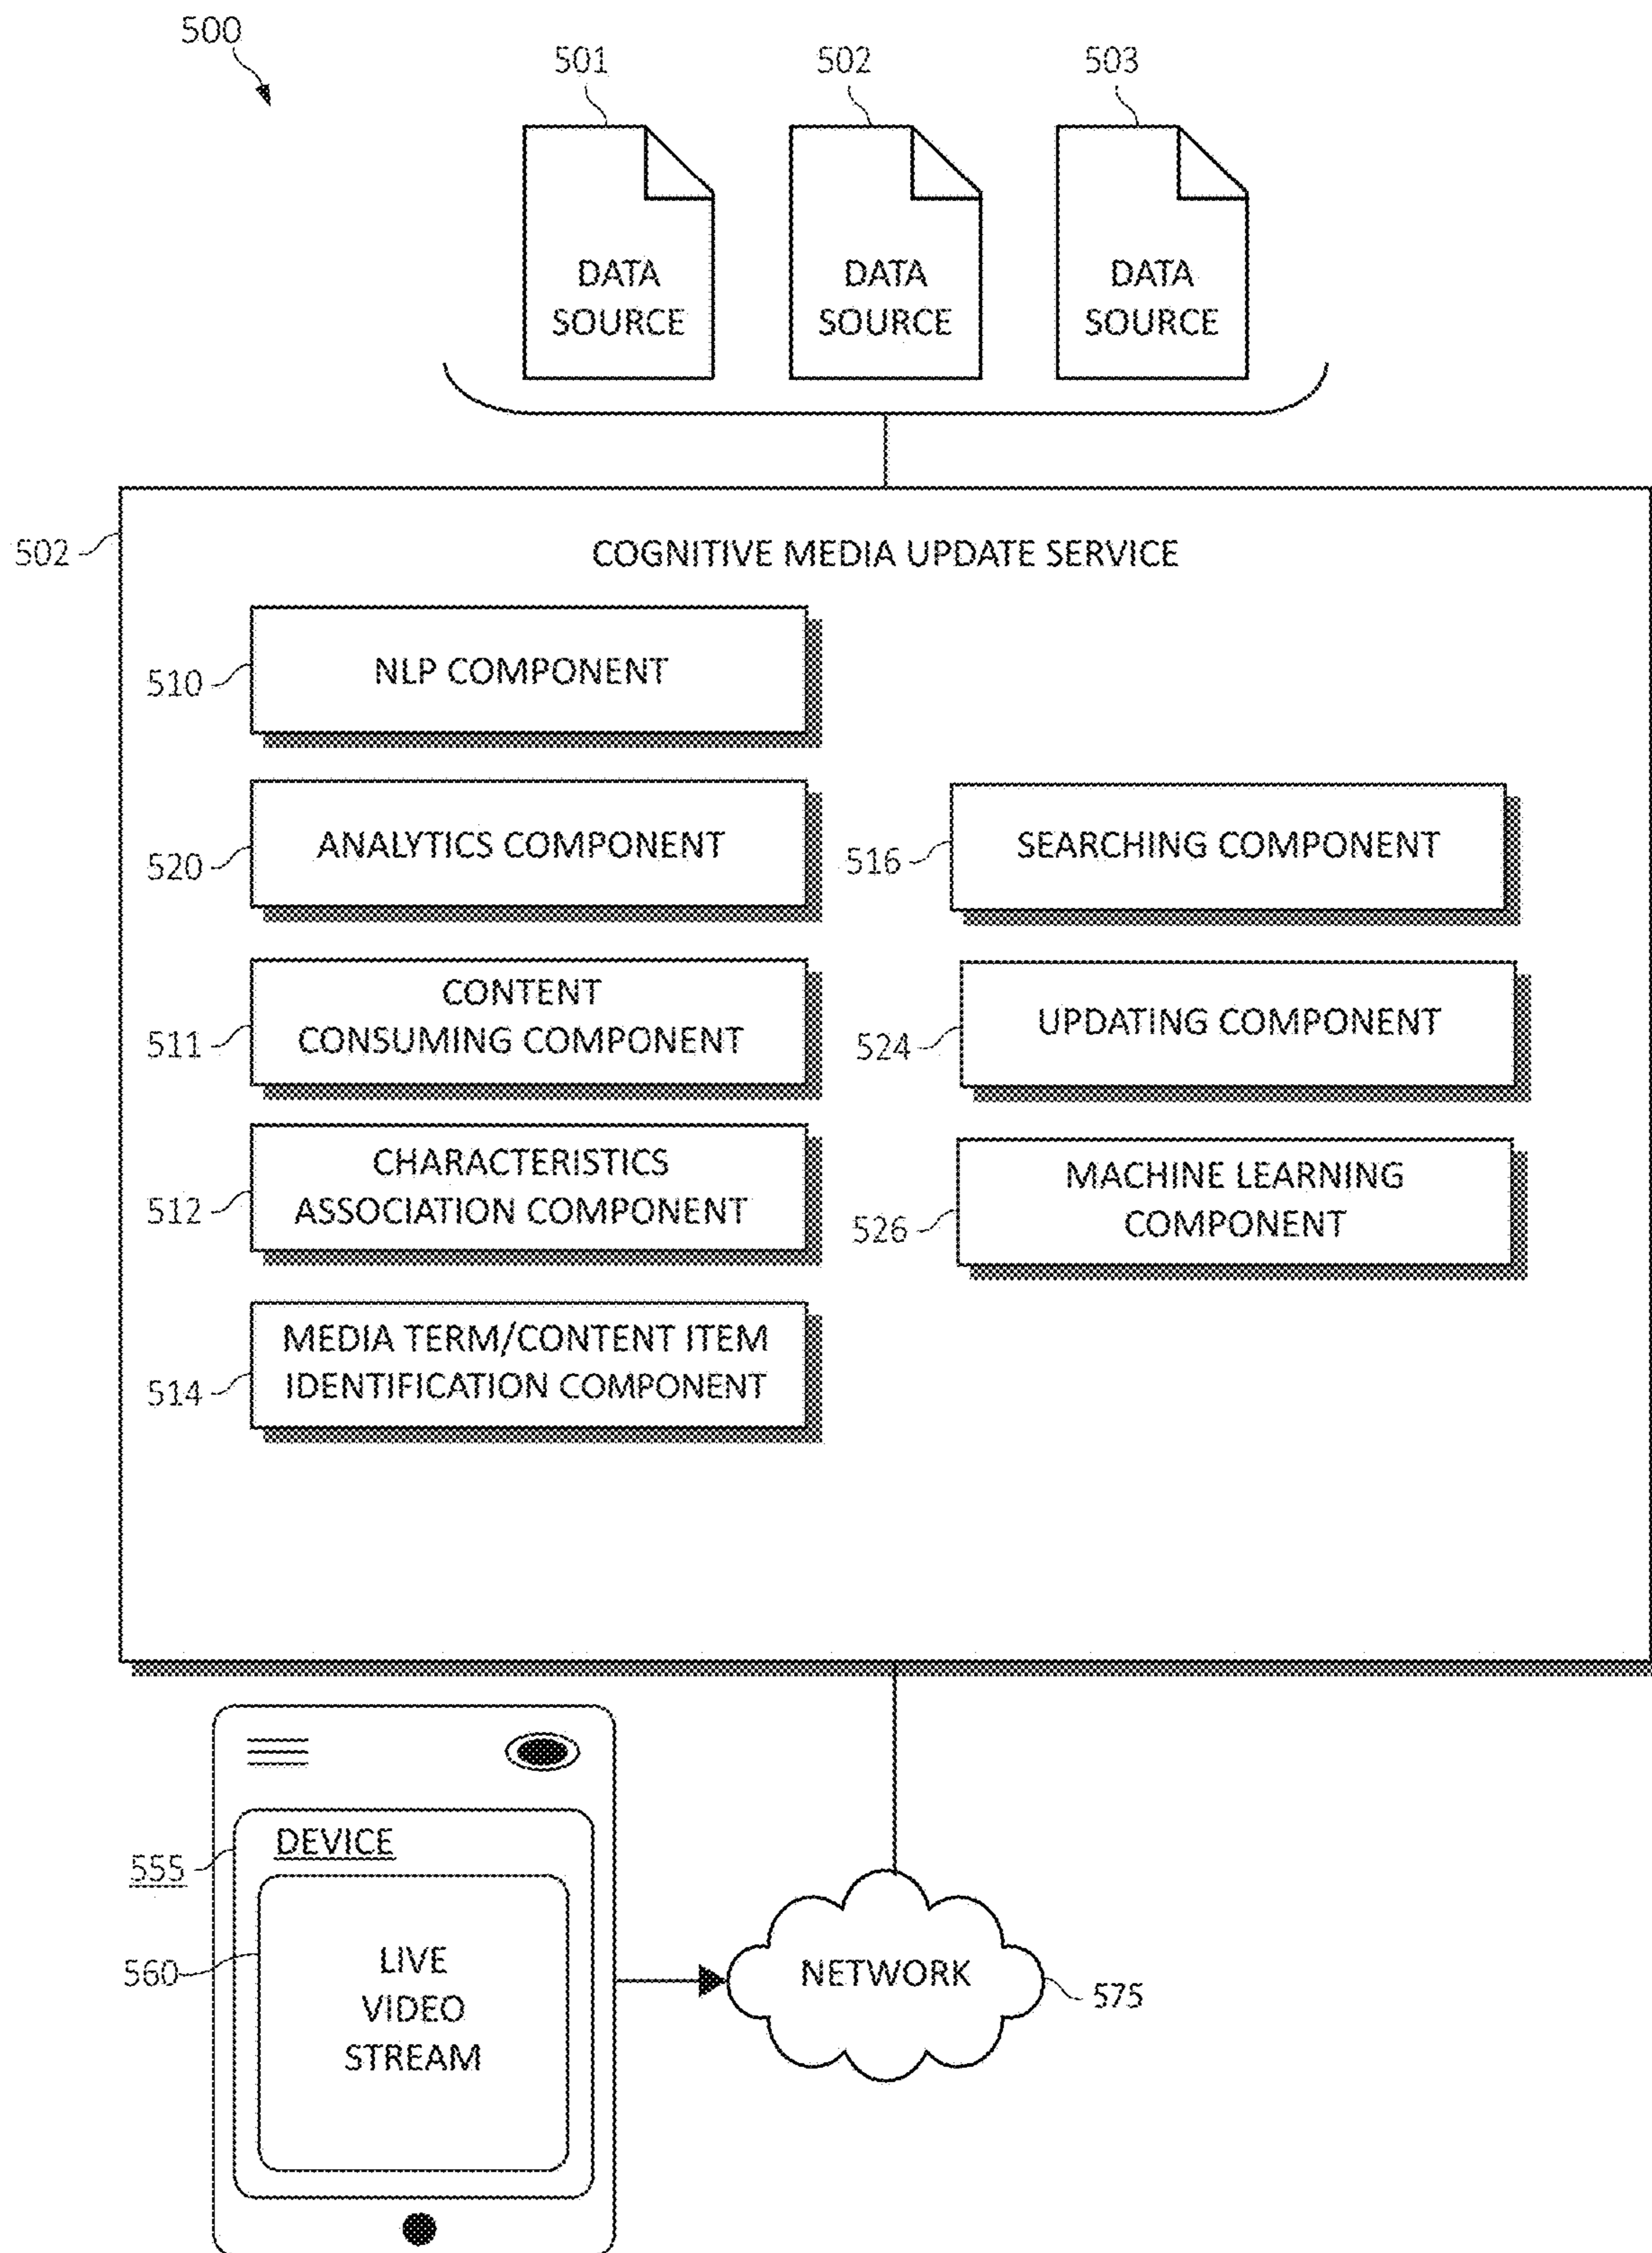 500
501
502
503
DATA
SOURCE
DATA
SOURCE
DATA
SOURCE
502
COGNITIVE MEDIA UPDATE SERVICE
510
NLP COMPONENT
520
ANALYTICS COMPONENT
516
SEARCHING COMPONENT
511
CONTENT
CONSUMING COMPONENT
524
UPDATING COMPONENT
512
CHARACTERISTICS
ASSOCIATION COMPONENT
526
MACHINE LEARNING
COMPONENT
514
MEDIA TERM/CONTENT ITEM
IDENTIFICATION COMPONENT
555
DEVICE
560
LIVE
VIDEO
STREAM
NETWORK
575